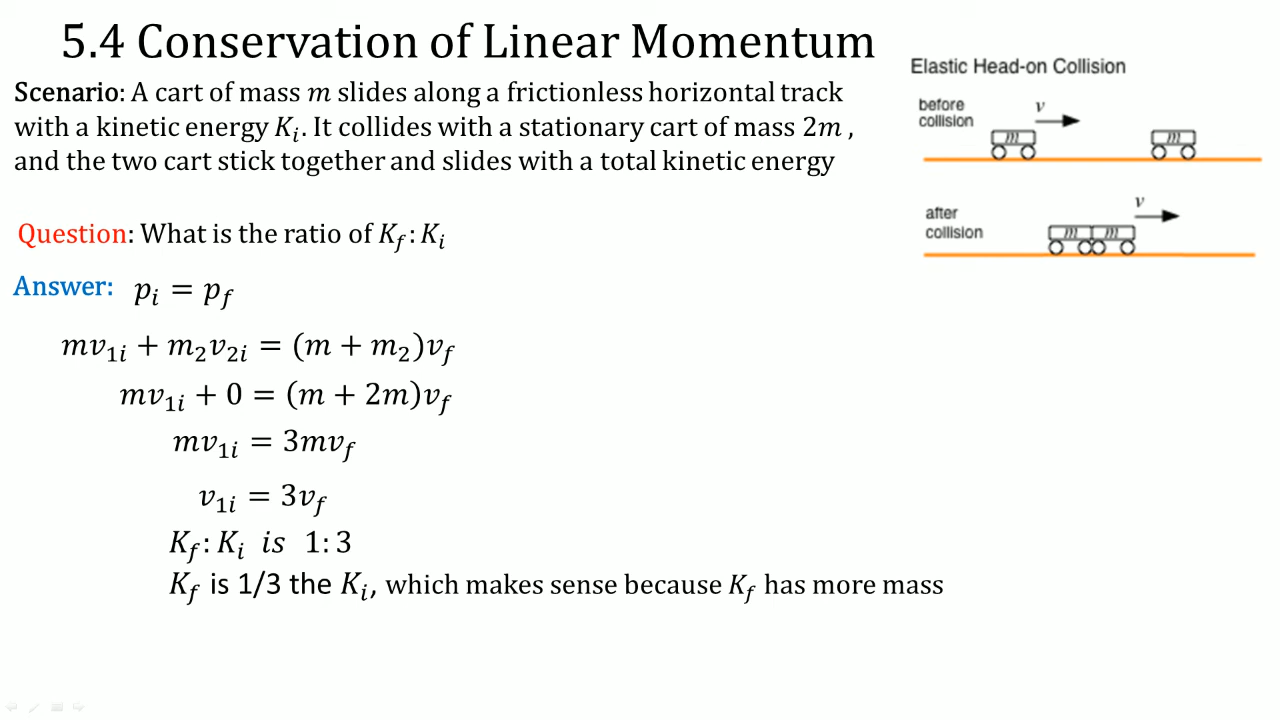 5.4 Conservation of Linear Momentum
Scenario: A cart of mass m slides along a frictionless horizontal track
with a kinetic energy Kᵢ. It collides with a stationary cart of mass 2m ,
and the two cart stick together and slides with a total kinetic energy
Question: What is the ratio of K_f: Kᵢ
Answer: pᵢ = p_f
mv₁ᵢ + m₂v₂ᵢ = (m + m₂)v_f
mv₁ᵢ + 0 = (m + 2m)v_f
mv₁ᵢ = 3mv_f
v₁ᵢ = 3v_f
K_f: Kᵢ is 1: 3
K_f is 1/3 the Kᵢ, which makes sense because K_f has more mass
Elastic Head-on Collision
before
collision
v
m
m
after
collision
v
m
m